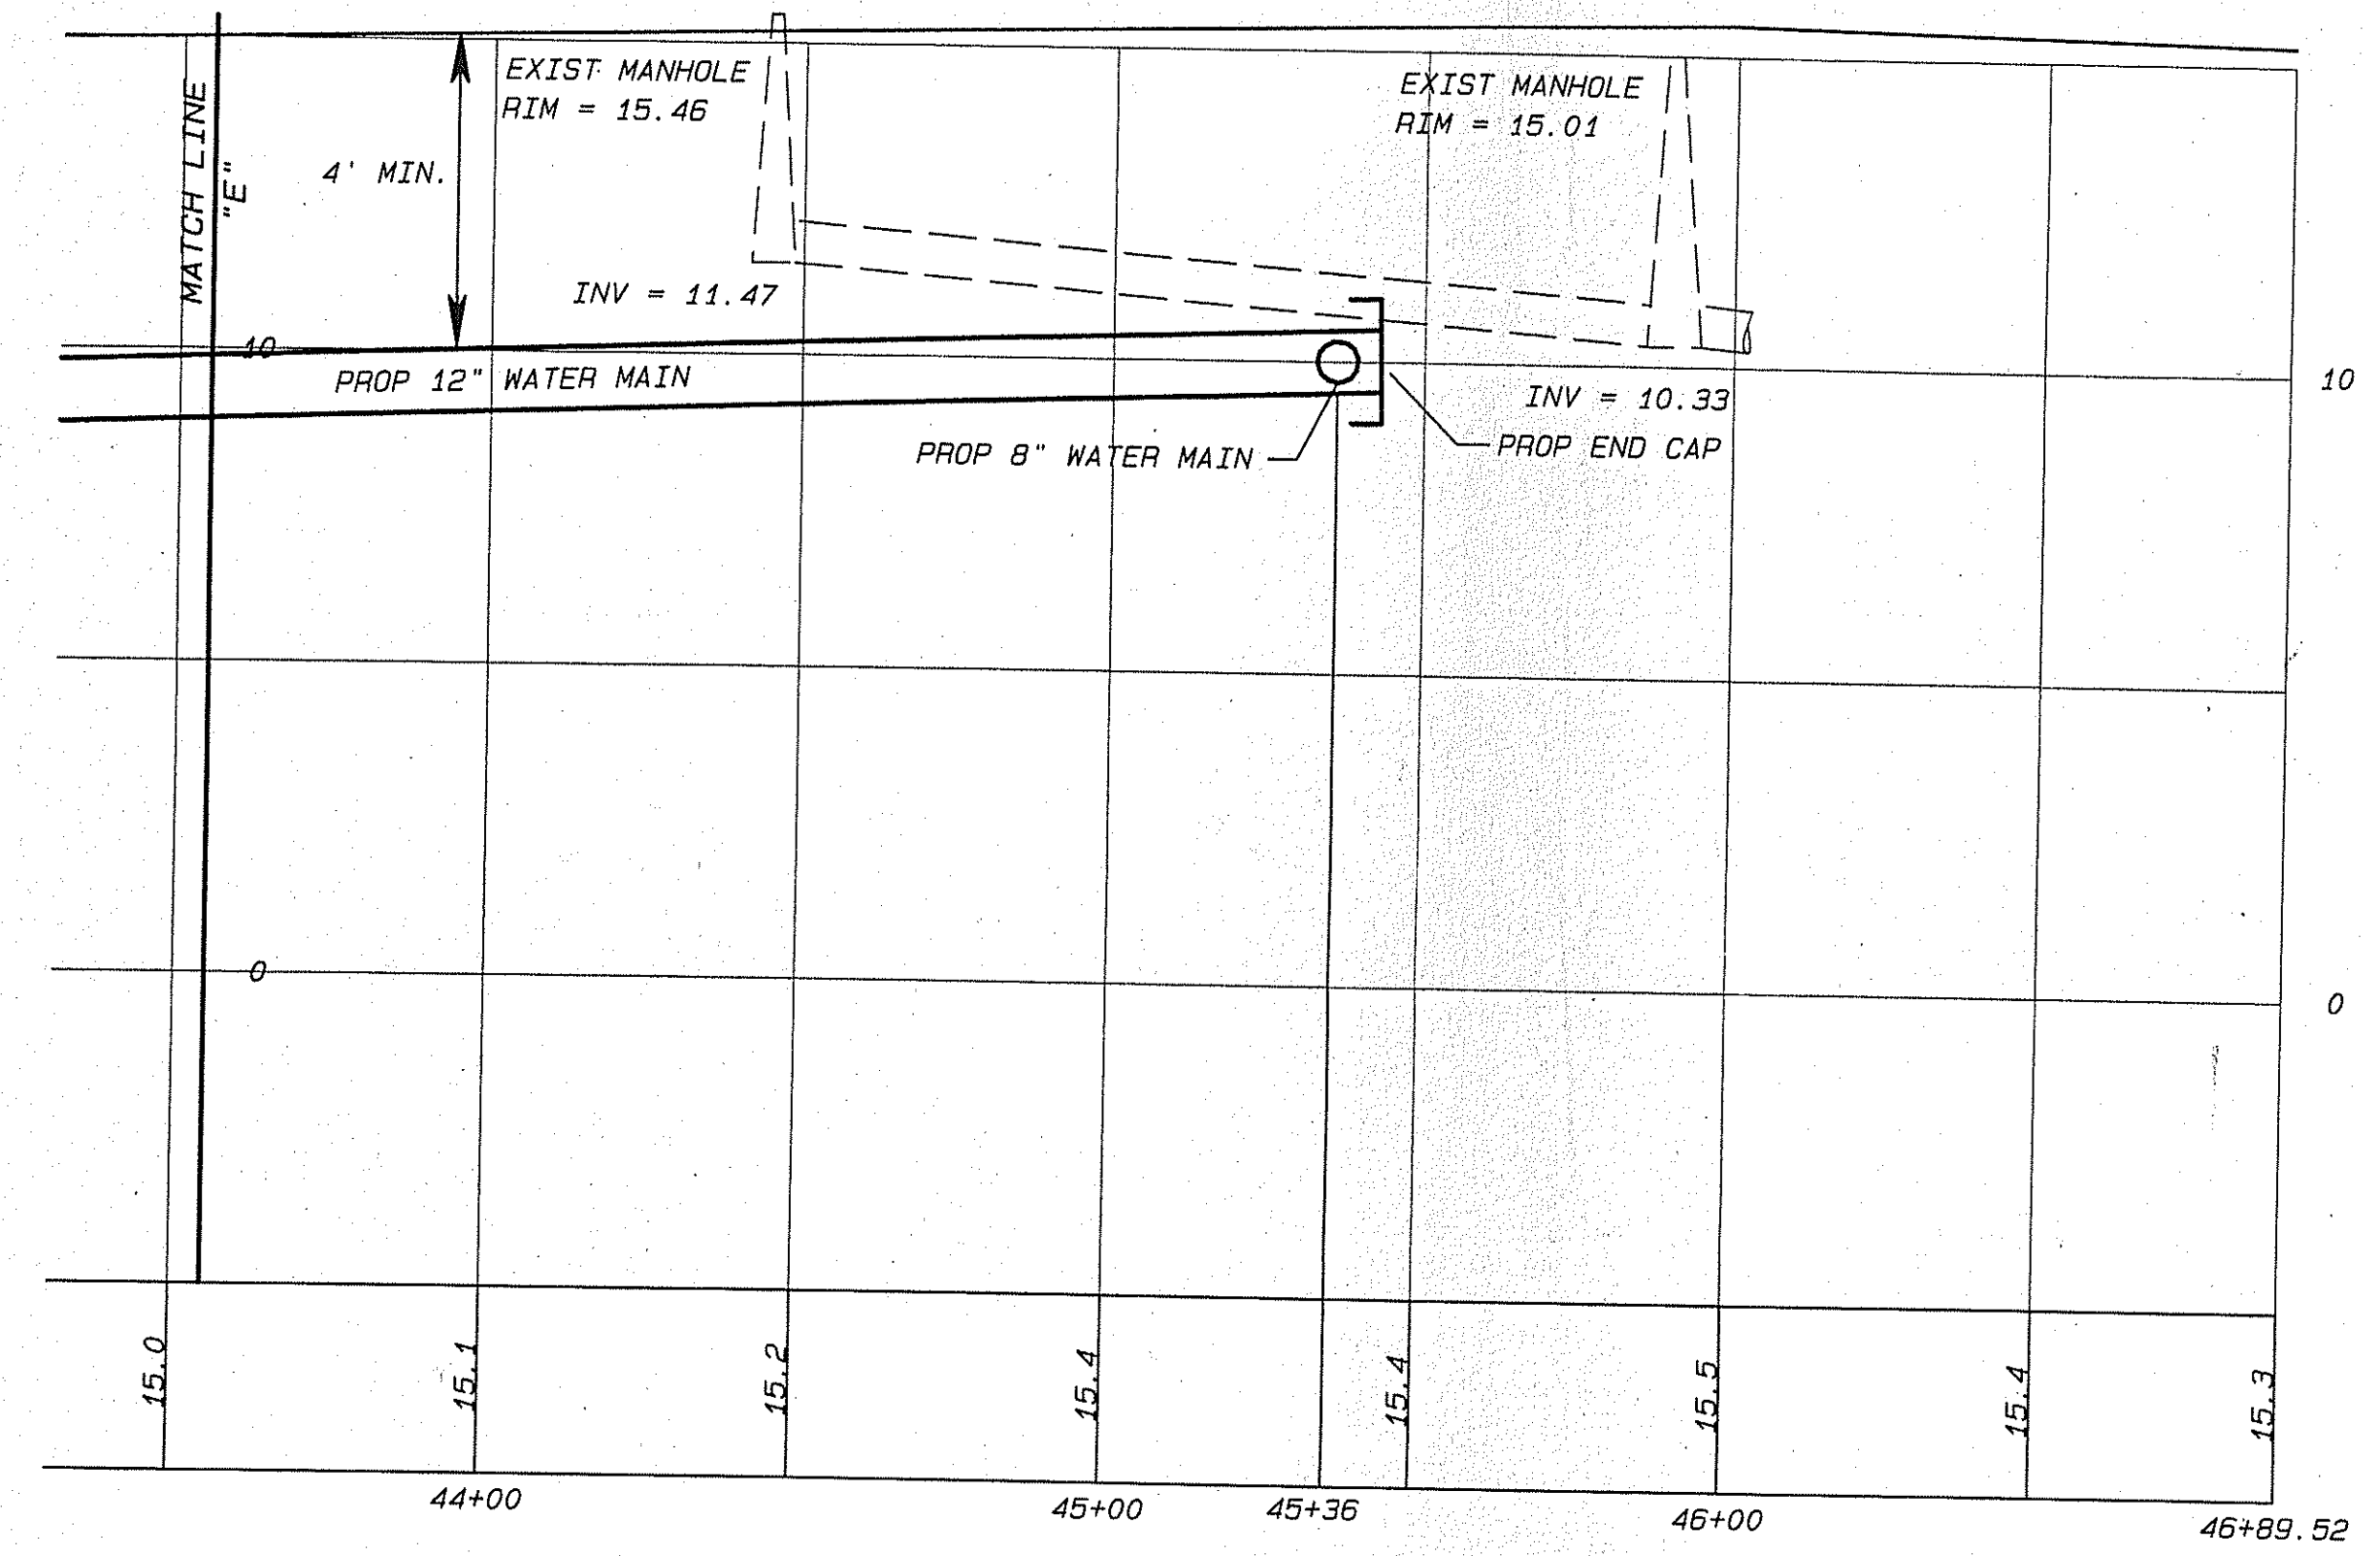 EXIST MANHOLE
RIM = 15.46
EXIST MANHOLE
RIM = 15.01
MATCH LINE
"E"
4' MIN.
INV = 11.47
10
PROP 12" WATER MAIN
10
INV = 10.33
PROP 8" WATER MAIN
PROP END CAP
0
0
15.0
15.1
15.2
15.4
15.4
15.5
15.4
15.3
44+00
45+00
45+36
46+00
46+89.52